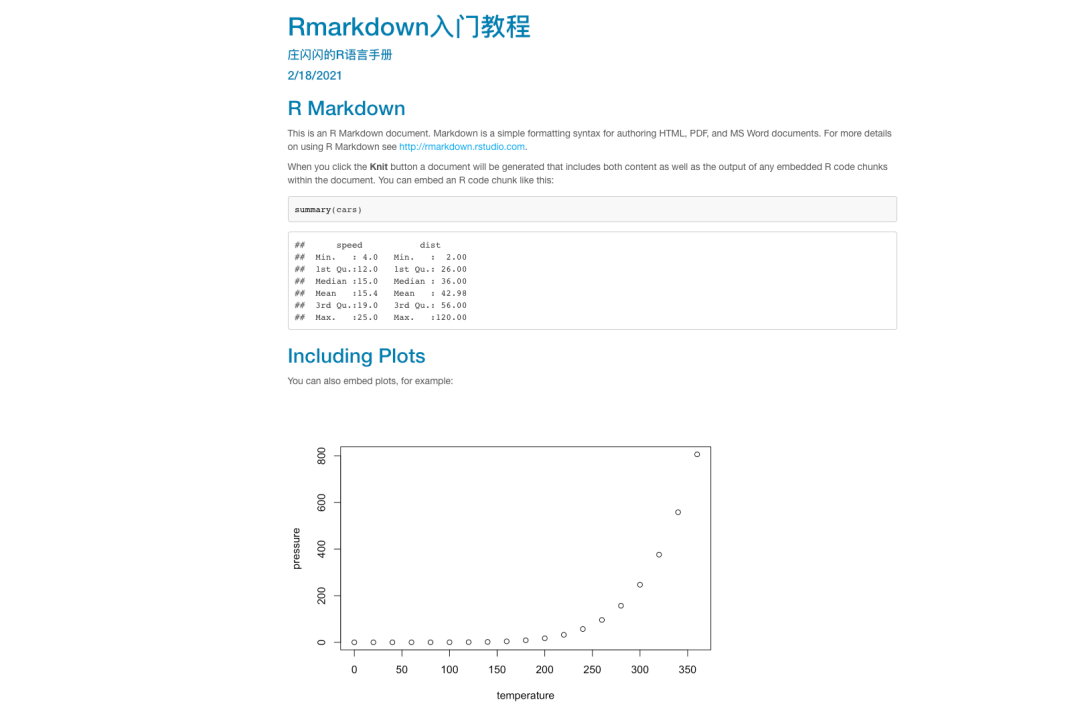 Rmarkdown入门教程
庄闪闪的R语言手册
2/18/2021
R Markdown
This is an R Markdown document. Markdown is a simple formatting syntax for authoring HTML, PDF, and MS Word documents. For more details
on using R Markdown see http://rmarkdown.rstudio.com.
When you click the Knit button a document will be generated that includes both content as well as the output of any embedded R code chunks
within the document. You can embed an R code chunk like this:
summary(cars)
##      speed           dist
##  Min.   : 4.0   Min.   :  2.00
##  1st Qu.:12.0   1st Qu.: 26.00
##  Median :15.0   Median : 36.00
##  Mean   :15.4   Mean   : 42.98
##  3rd Qu.:19.0   3rd Qu.: 56.00
##  Max.   :25.0   Max.   :120.00
Including Plots
You can also embed plots, for example:
800
600
400
200
0
pressure
0 50 100 150 200 250 300 350
temperature